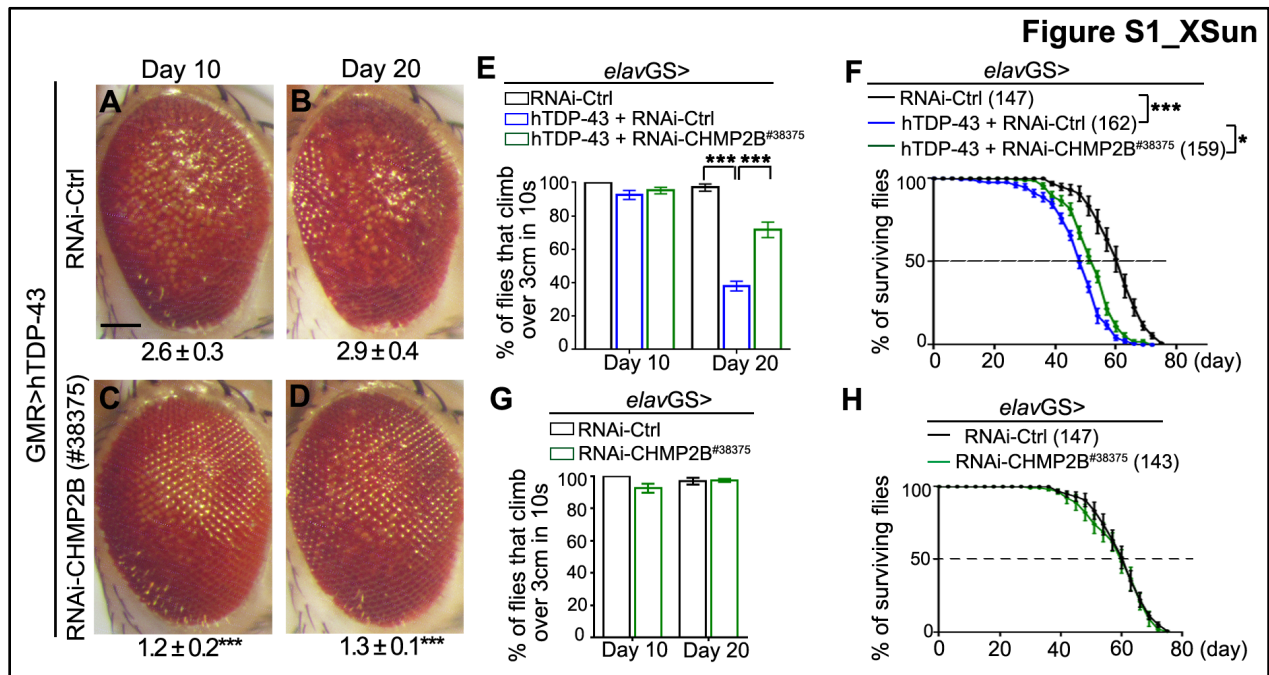 Figure S1_XSun
Day 10
Day 20
GMR>hTDP-43
RNAi-Ctrl
RNAi-CHMP2B (#38375)
A
B
2.6 ± 0.3
2.9 ± 0.4
C
D
1.2 ± 0.2***
1.3 ± 0.1***
E
elavGS>
RNAi-Ctrl
hTDP-43 + RNAi-Ctrl
hTDP-43 + RNAi-CHMP2B#38375
*** ***
% of flies that climb
over 3cm in 10s
100
80
60
40
20
0
Day 10
Day 20
F
elavGS>
RNAi-Ctrl (147)
hTDP-43 + RNAi-Ctrl (162)
hTDP-43 + RNAi-CHMP2B#38375 (159)
***
*
% of surviving flies
100
50
0
0 20 40 60 80 (day)
G
elavGS>
RNAi-Ctrl
RNAi-CHMP2B#38375
% of flies that climb
over 3cm in 10s
100
80
60
40
20
0
Day 10
Day 20
H
elavGS>
RNAi-Ctrl (147)
RNAi-CHMP2B#38375 (143)
% of surviving flies
100
50
0
0 20 40 60 80 (day)